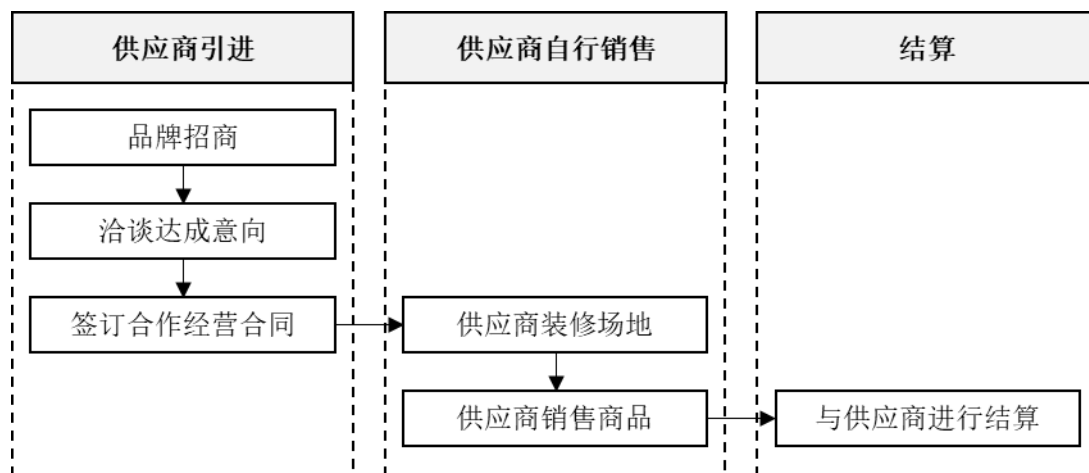 供应商引进
供应商自行销售
结算
品牌招商
洽谈达成意向
签订合作经营合同
供应商装修场地
供应商销售商品
与供应商进行结算